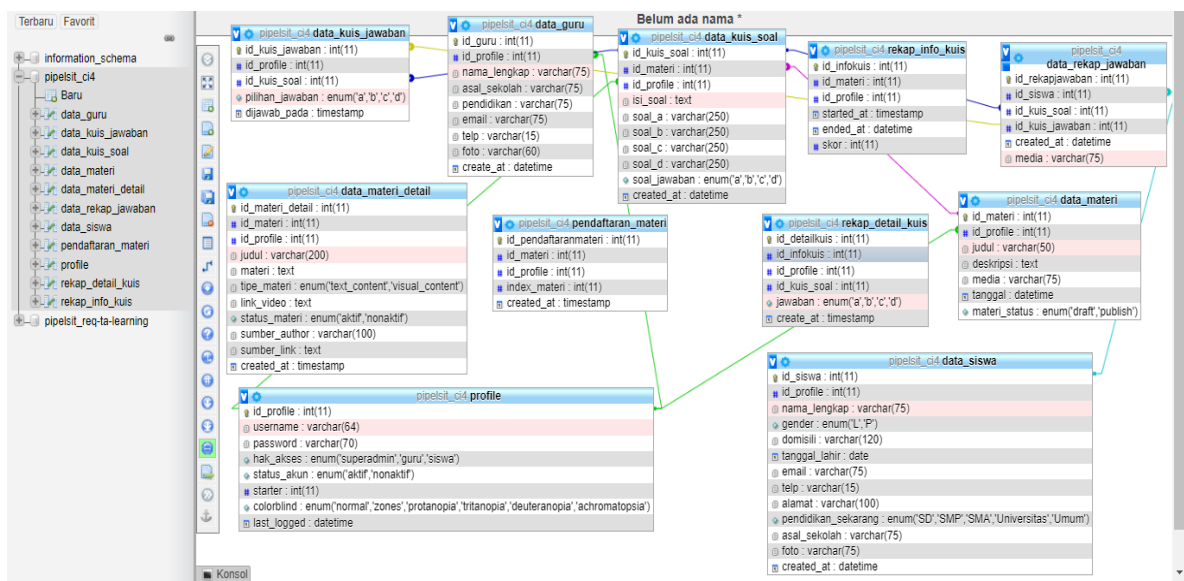 Terbaru Favorit
information_schema
pipelsit_ci4
Baru
data_guru
data_kuis_jawaban
data_kuis_soal
data_materi
data_materi_detail
data_rekap_jawaban
data_siswa
pendaftaran_materi
profile
rekap_detail_kuis
rekap_info_kuis
pipelsit_req-ta-learning
Belum ada nama *
pipelsit_ci4 data_kuis_jawaban
id_kuis_jawaban : int(11)
id_profile : int(11)
id_kuis_soal : int(11)
pilihan_jawaban : enum('a','b','c','d')
dijawab_pada : timestamp
pipelsit_ci4 data_guru
id_guru : int(11)
id_profile : int(11)
nama_lengkap : varchar(75)
asal_sekolah : varchar(75)
pendidikan : varchar(75)
email : varchar(75)
telp : varchar(15)
foto : varchar(60)
create_at : datetime
pipelsit_ci4 data_kuis_soal
id_kuis_soal : int(11)
id_materi : int(11)
id_profile : int(11)
isi_soal : text
soal_a : varchar(250)
soal_b : varchar(250)
soal_c : varchar(250)
soal_d : varchar(250)
soal_jawaban : enum('a','b','c','d')
created_at : datetime
pipelsit_ci4 rekap_info_kuis
id_infokuis : int(11)
id_materi : int(11)
id_profile : int(11)
started_at : timestamp
ended_at : datetime
skor : int(11)
pipelsit_ci4
data_rekap_jawaban
id_rekapjawaban : int(11)
id_siswa : int(11)
id_kuis_soal : int(11)
id_kuis_jawaban : int(11)
created_at : datetime
media : varchar(75)
pipelsit_ci4 data_materi_detail
id_materi_detail : int(11)
id_materi : int(11)
id_profile : int(11)
judul : varchar(200)
materi : text
tipe_materi : enum('text_content','visual_content')
link_video : text
status_materi : enum('aktif','nonaktif')
sumber_author : varchar(100)
sumber_link : text
created_at : timestamp
pipelsit_ci4 pendaftaran_materi
id_pendaftaranmateri : int(11)
id_materi : int(11)
id_profile : int(11)
index_materi : int(11)
created_at : timestamp
pipelsit_ci4 rekap_detail_kuis
id_detailkuis : int(11)
id_infokuis : int(11)
id_profile : int(11)
id_kuis_soal : int(11)
jawaban : enum('a','b','c','d')
create_at : timestamp
pipelsit_ci4 data_materi
id_materi : int(11)
id_profile : int(11)
judul : varchar(50)
deskripsi : text
media : varchar(75)
tanggal : datetime
materi_status : enum('draft','publish')
pipelsit_ci4 profile
id_profile : int(11)
username : varchar(64)
password : varchar(70)
hak_akses : enum('superadmin','guru','siswa')
status_akun : enum('aktif','nonaktif')
starter : int(11)
colorblind : enum('normal','zones','protanopia','tritanopia','deuteranopia','achromatopsia')
last_logged : datetime
pipelsit_ci4 data_siswa
id_siswa : int(11)
id_profile : int(11)
nama_lengkap : varchar(75)
gender : enum('L','P')
domisili : varchar(120)
tanggal_lahir : date
email : varchar(75)
telp : varchar(15)
alamat : varchar(100)
pendidikan_sekarang : enum('SD','SMP','SMA','Universitas','Umum')
asal_sekolah : varchar(75)
foto : varchar(75)
created_at : datetime
Konsol